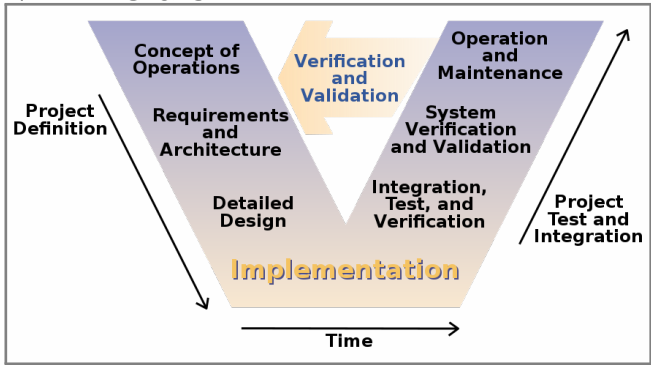 Concept of
Operations
Verification
and
Validation
Operation
and
Maintenance
Project
Definition
Requirements
and
Architecture
System
Verification
and Validation
Detailed
Design
Integration,
Test, and
Verification
Project
Test and
Integration
Implementation
Time